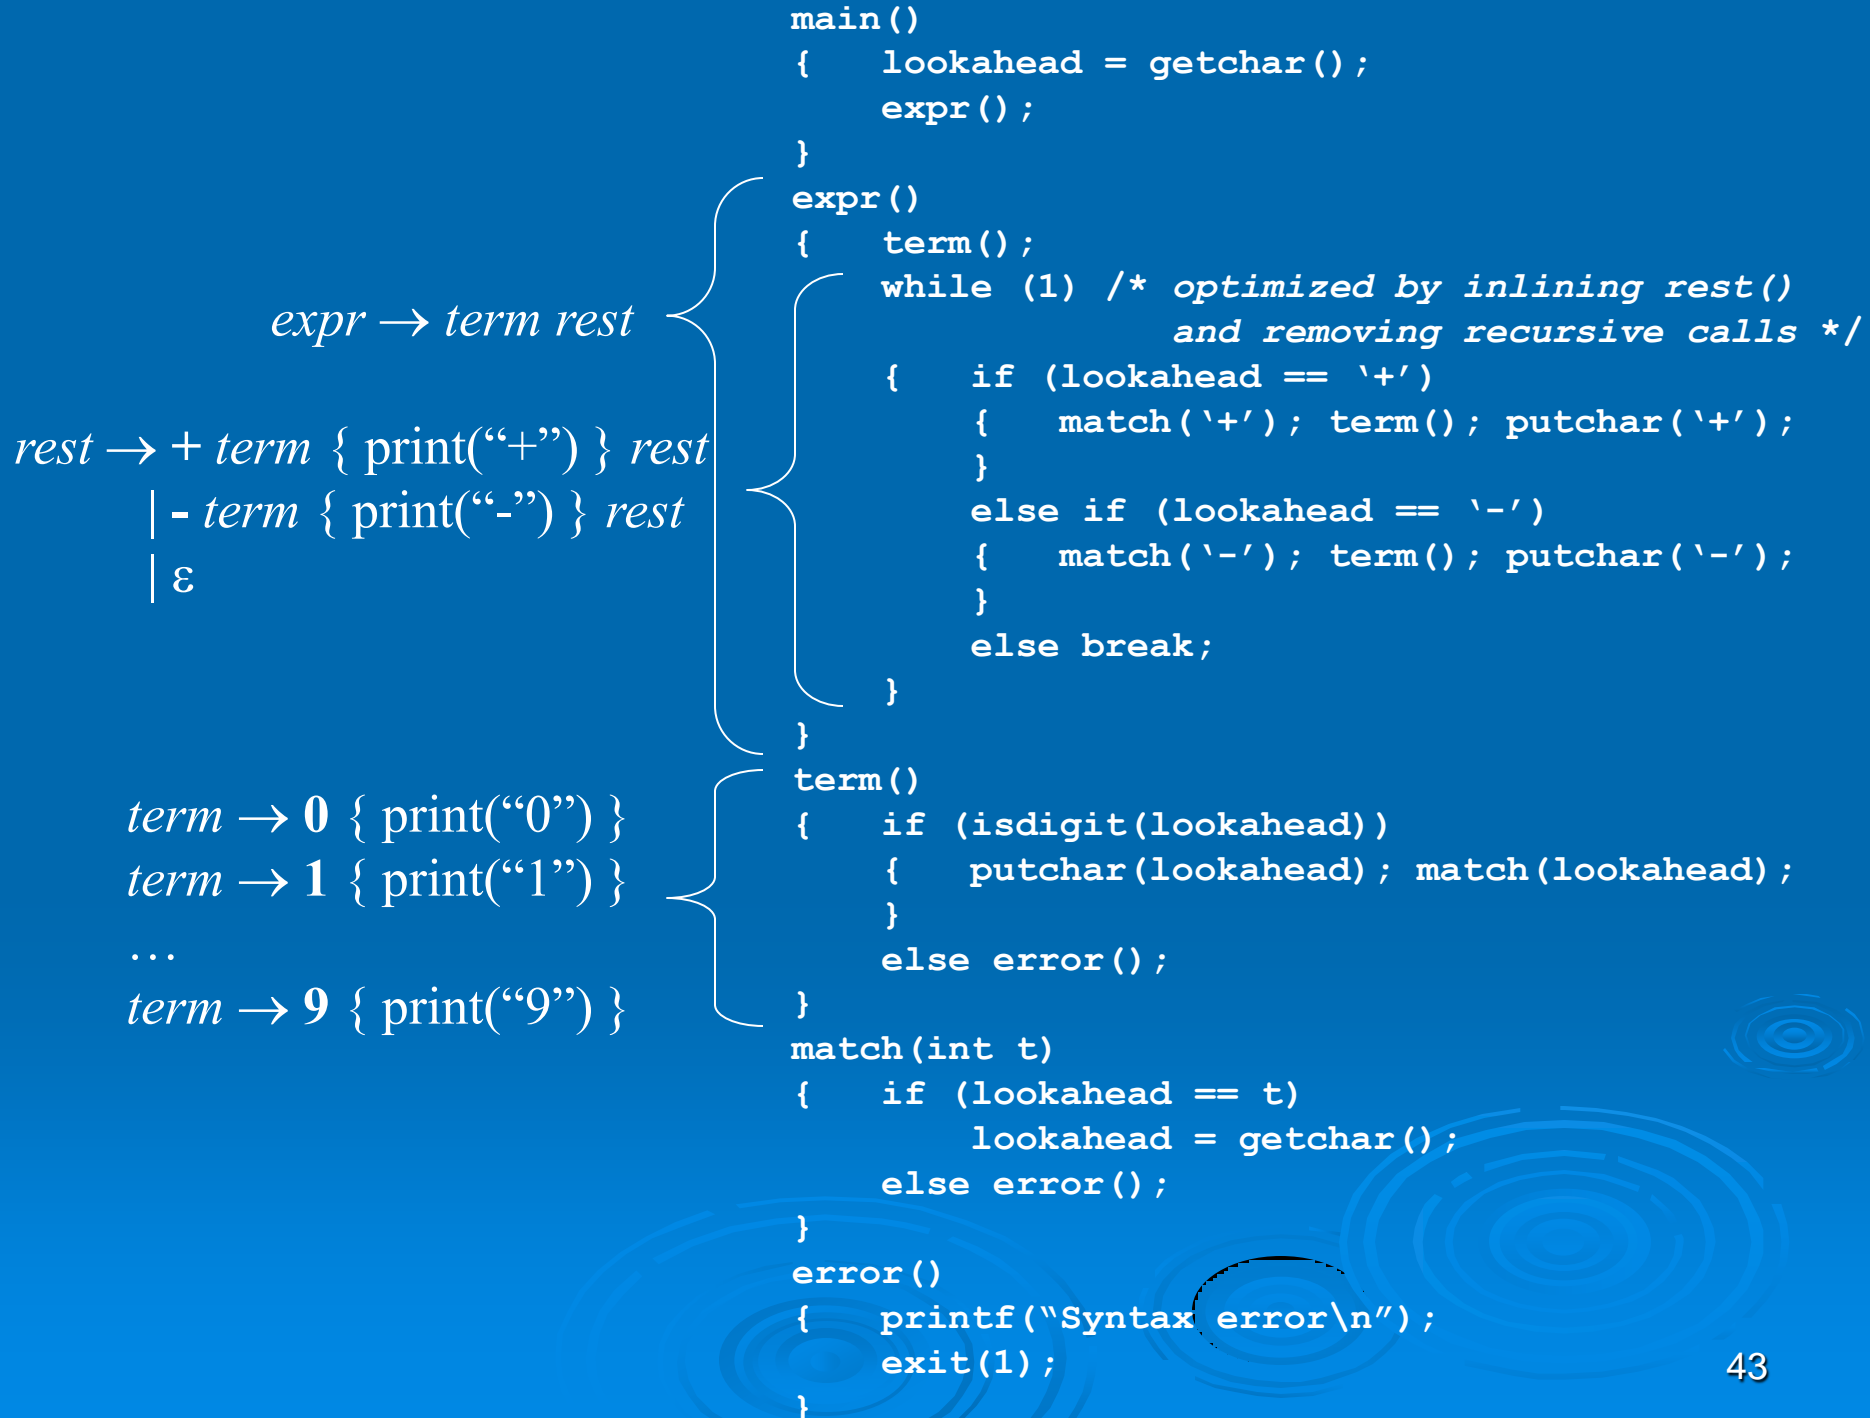 expr → term rest
rest → + term { print(“+”) } rest
| - term { print(“-”) } rest
| ε
term → 0 { print(“0”) }
term → 1 { print(“1”) }
…
term → 9 { print(“9”) }
main()
{ lookahead = getchar();
expr();
}
expr()
{ term();
while (1) /* optimized by inlining rest()
and removing recursive calls */
{ if (lookahead == ‘+’)
{ match(‘+’); term(); putchar(‘+’);
}
else if (lookahead == ‘-’)
{ match(‘-’); term(); putchar(‘-’);
}
else break;
}
}
term()
{ if (isdigit(lookahead))
{ putchar(lookahead); match(lookahead);
}
else error();
}
match(int t)
{ if (lookahead == t)
lookahead = getchar();
else error();
}
error()
{ printf(“Syntax error\n”);
exit(1);
}
43